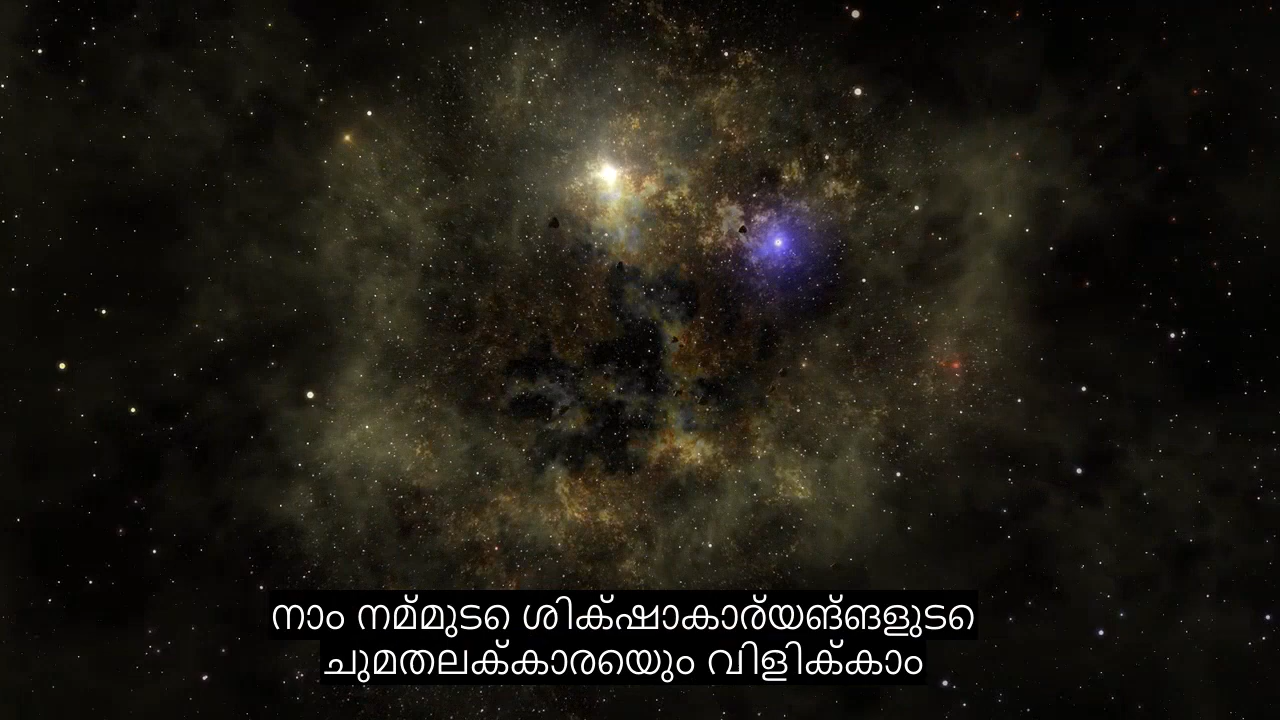 നാം നമ്മുടെ ശിക്ഷാകാര്യങ്ങളുടെ
ചുമതലക്കാരെയും വിളിക്കാം